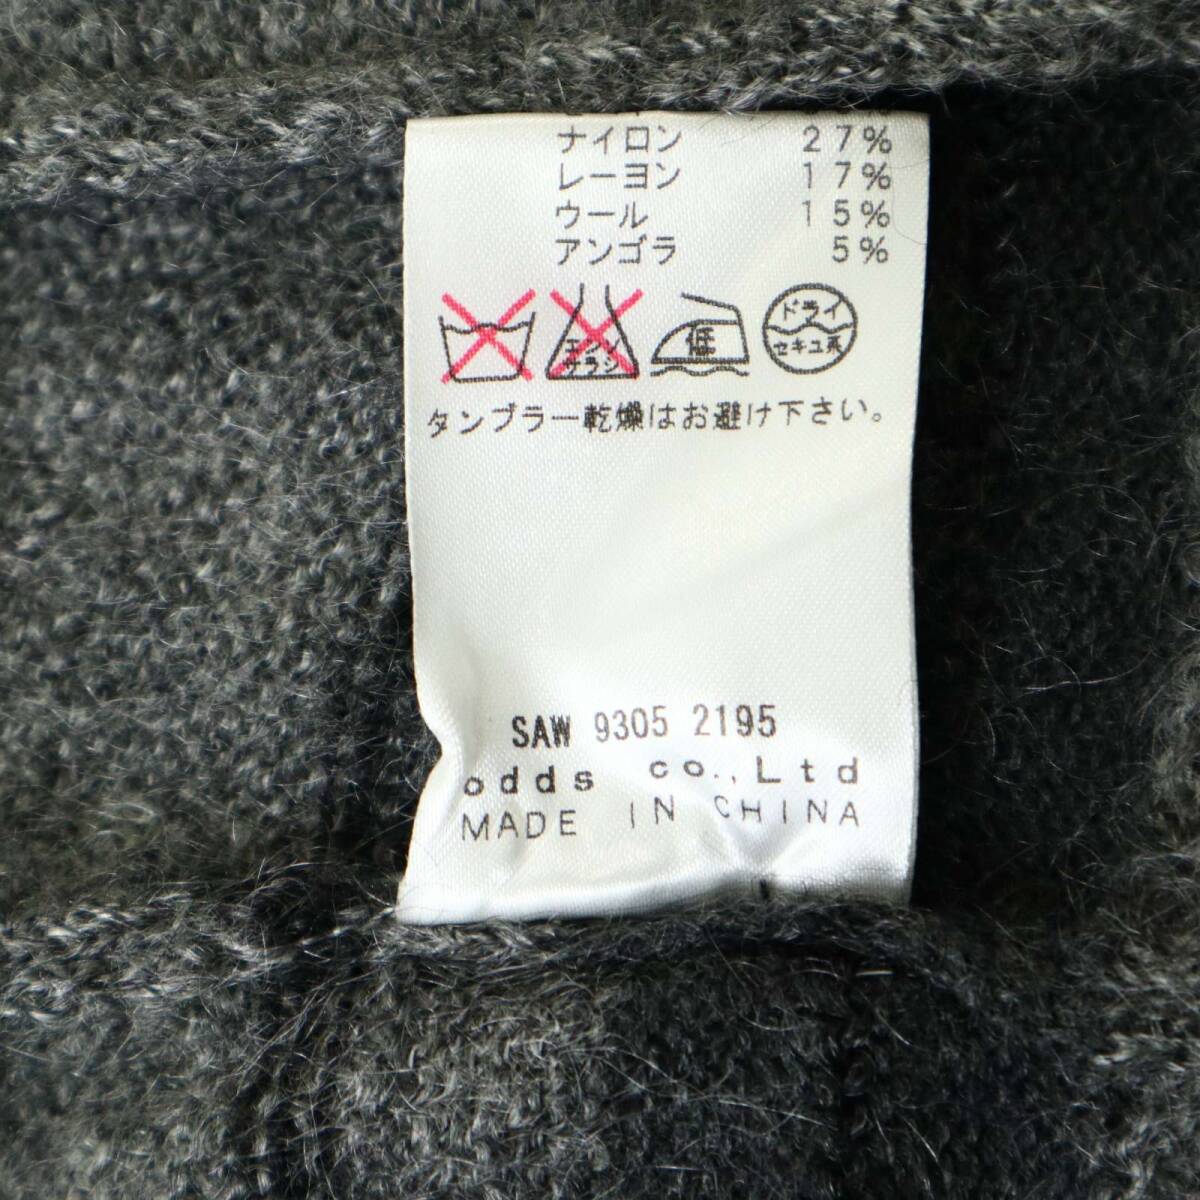 ナイロン 27%
レーヨン 17%
ウール 15%
アンゴラ 5%
エンソ
サラシ
低
ドライ
セキユ系
タンブラー乾燥はお避け下さい。
SAW 9305 2195
odds co.,Ltd
MADE IN CHINA